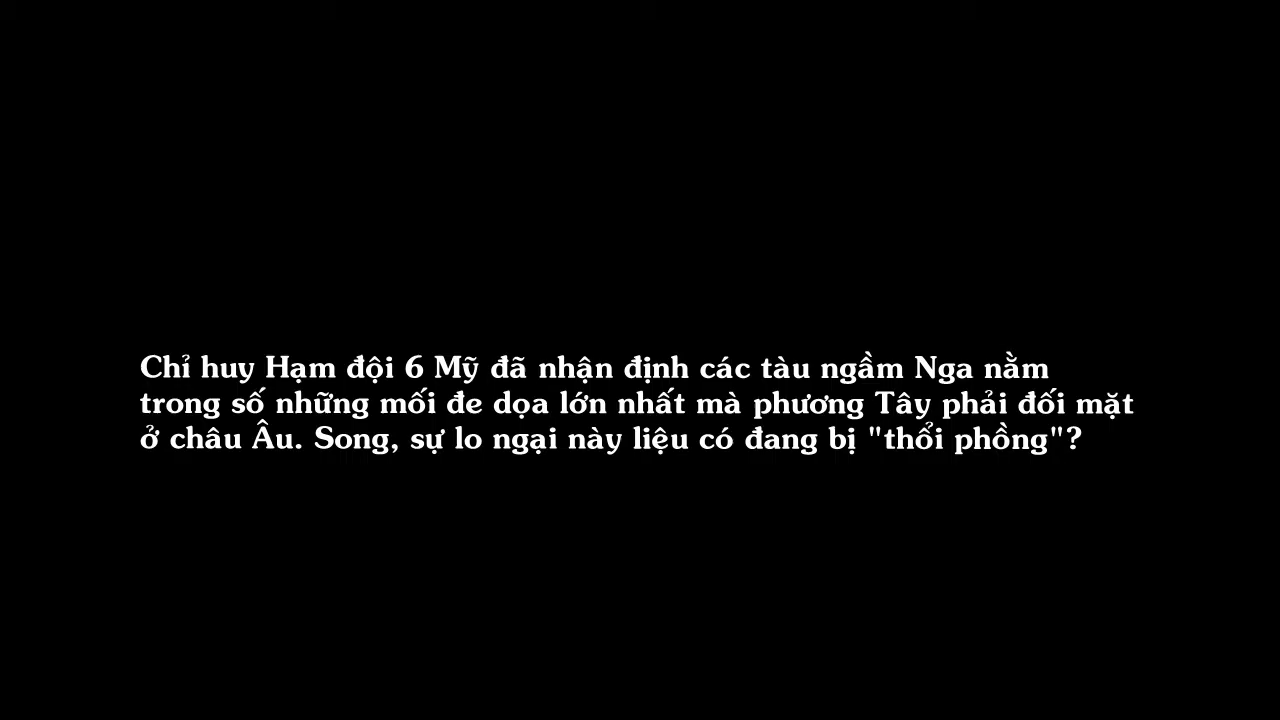 Chỉ huy Hạm đội 6 Mỹ đã nhận định các tàu ngầm Nga nằm
trong số những mối đe dọa lớn nhất mà phương Tây phải đối mặt
ở châu Âu. Song, sự lo ngại này liệu có đang bị "thổi phồng"?